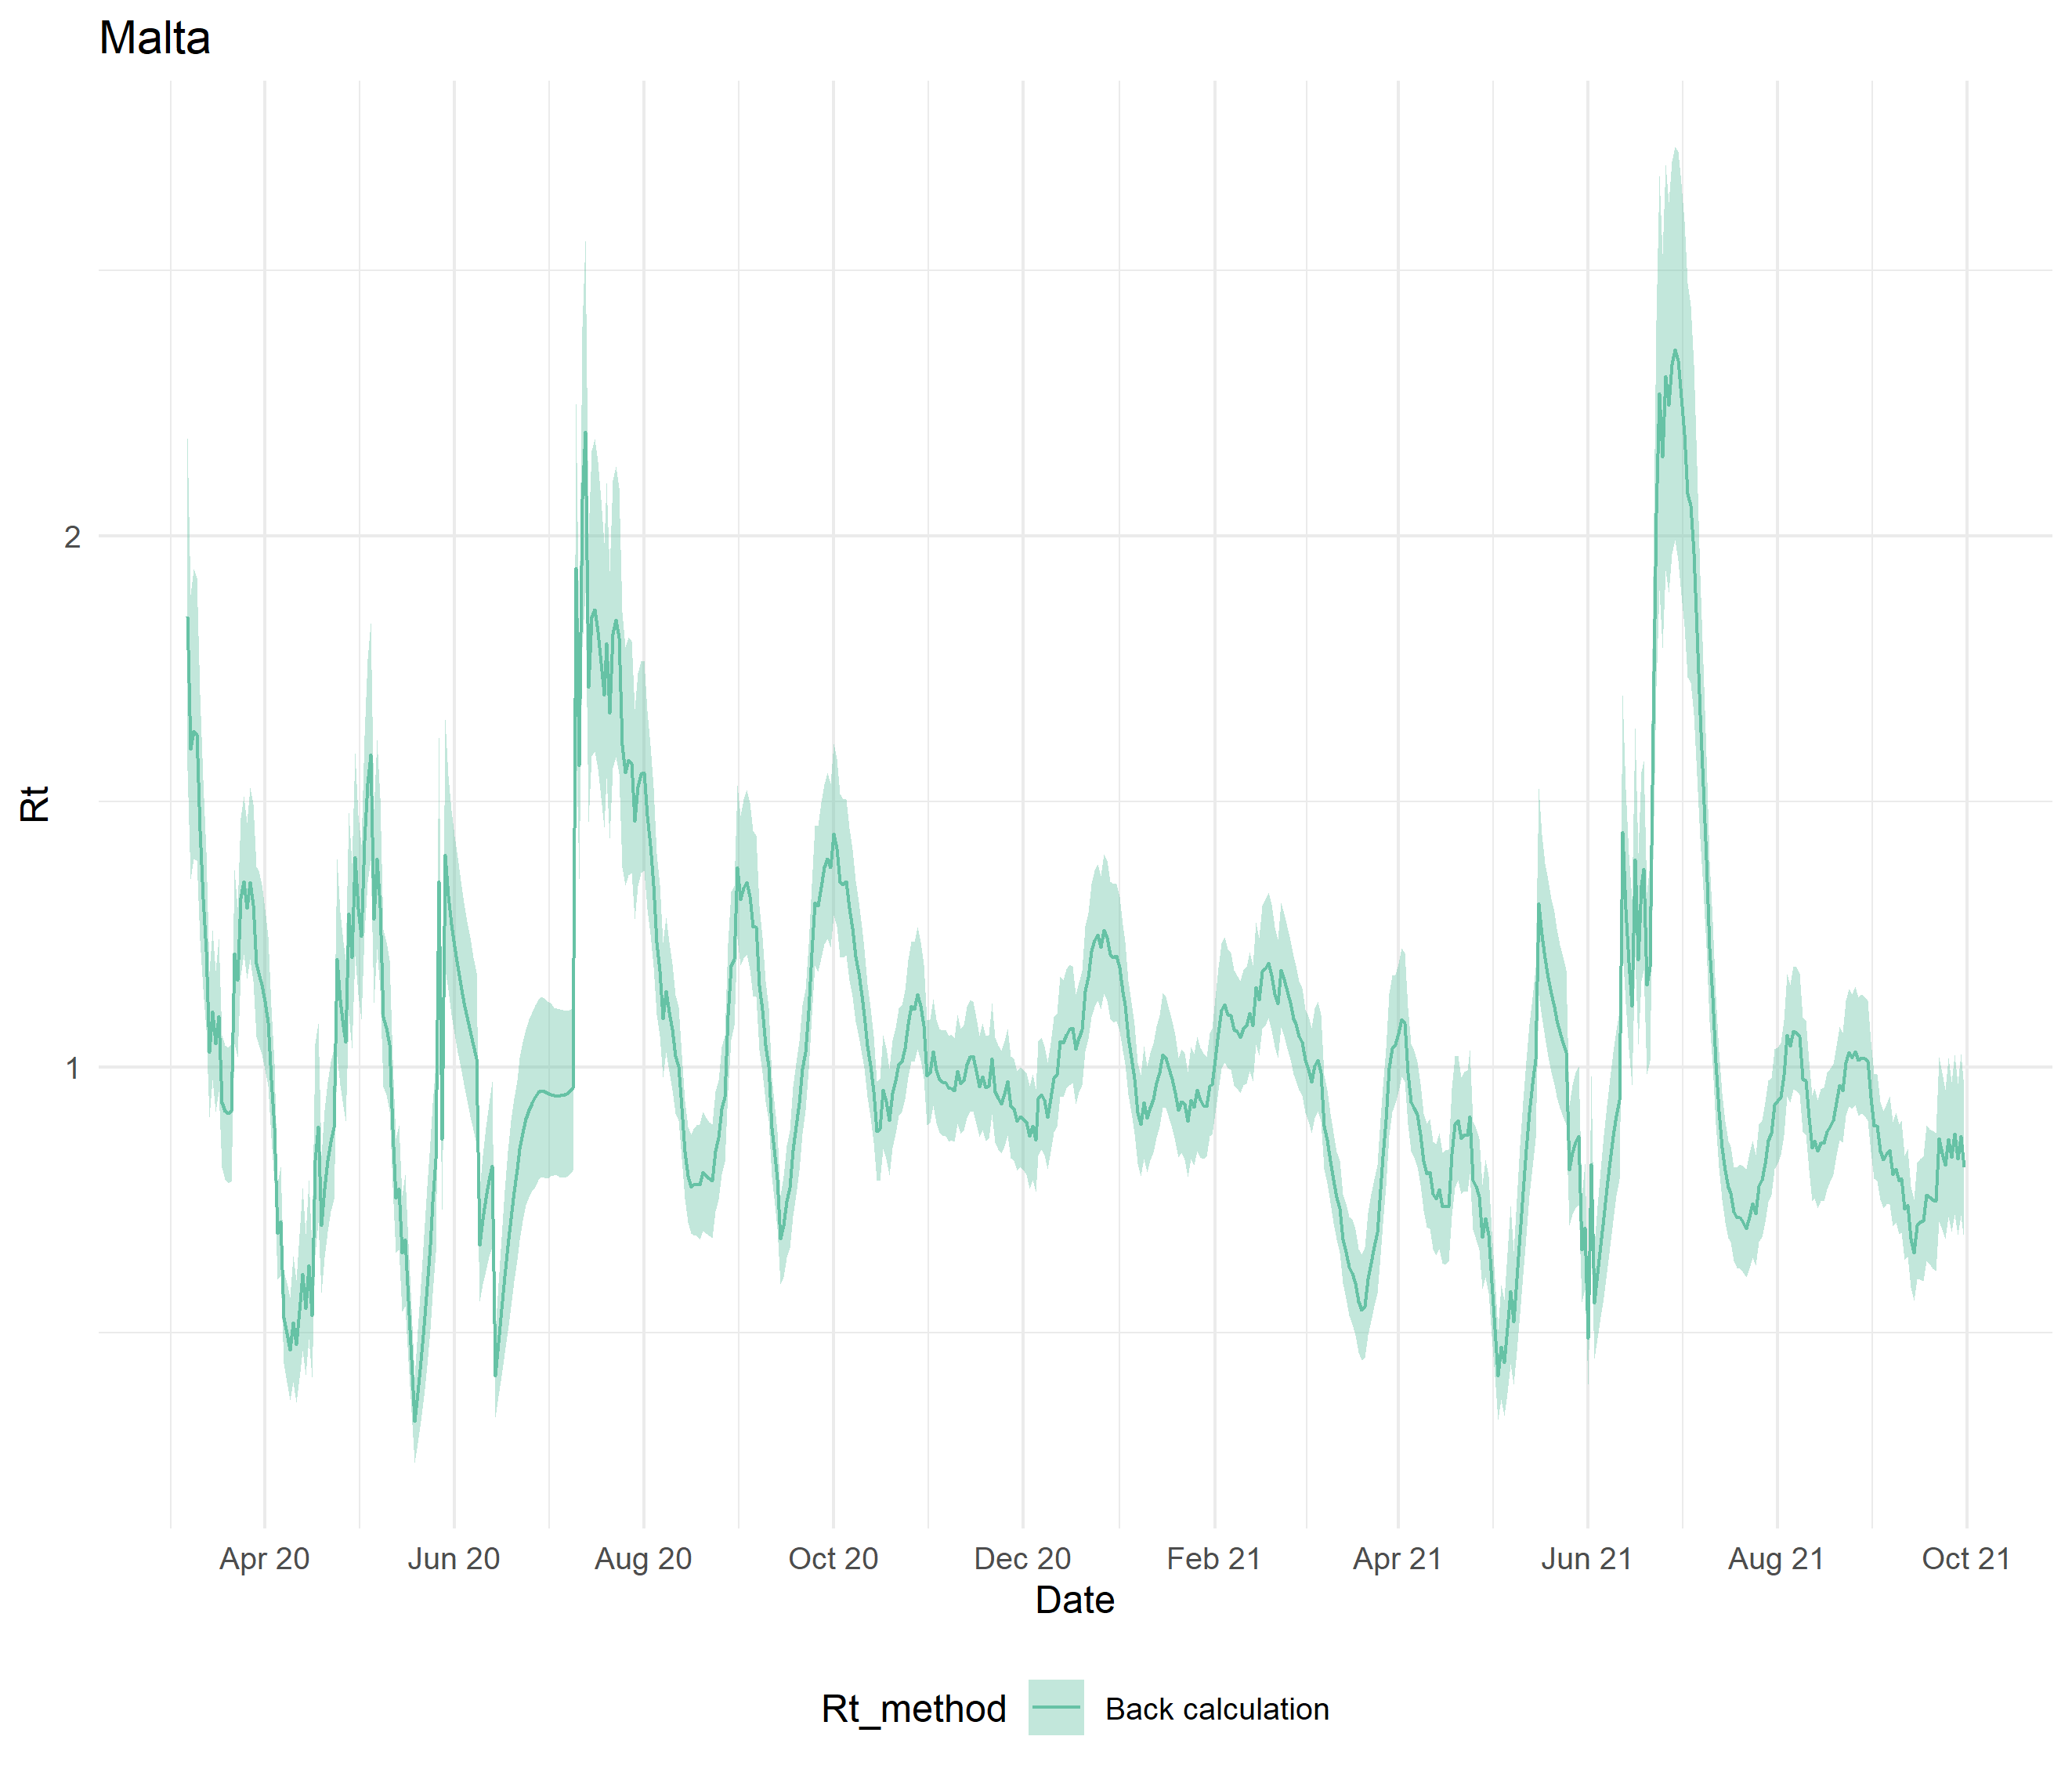 Malta
Rt
2
1
Apr 20 Jun 20 Aug 20 Oct 20 Dec 20 Feb 21 Apr 21 Jun 21 Aug 21 Oct 21
Date
Rt_method Back calculation